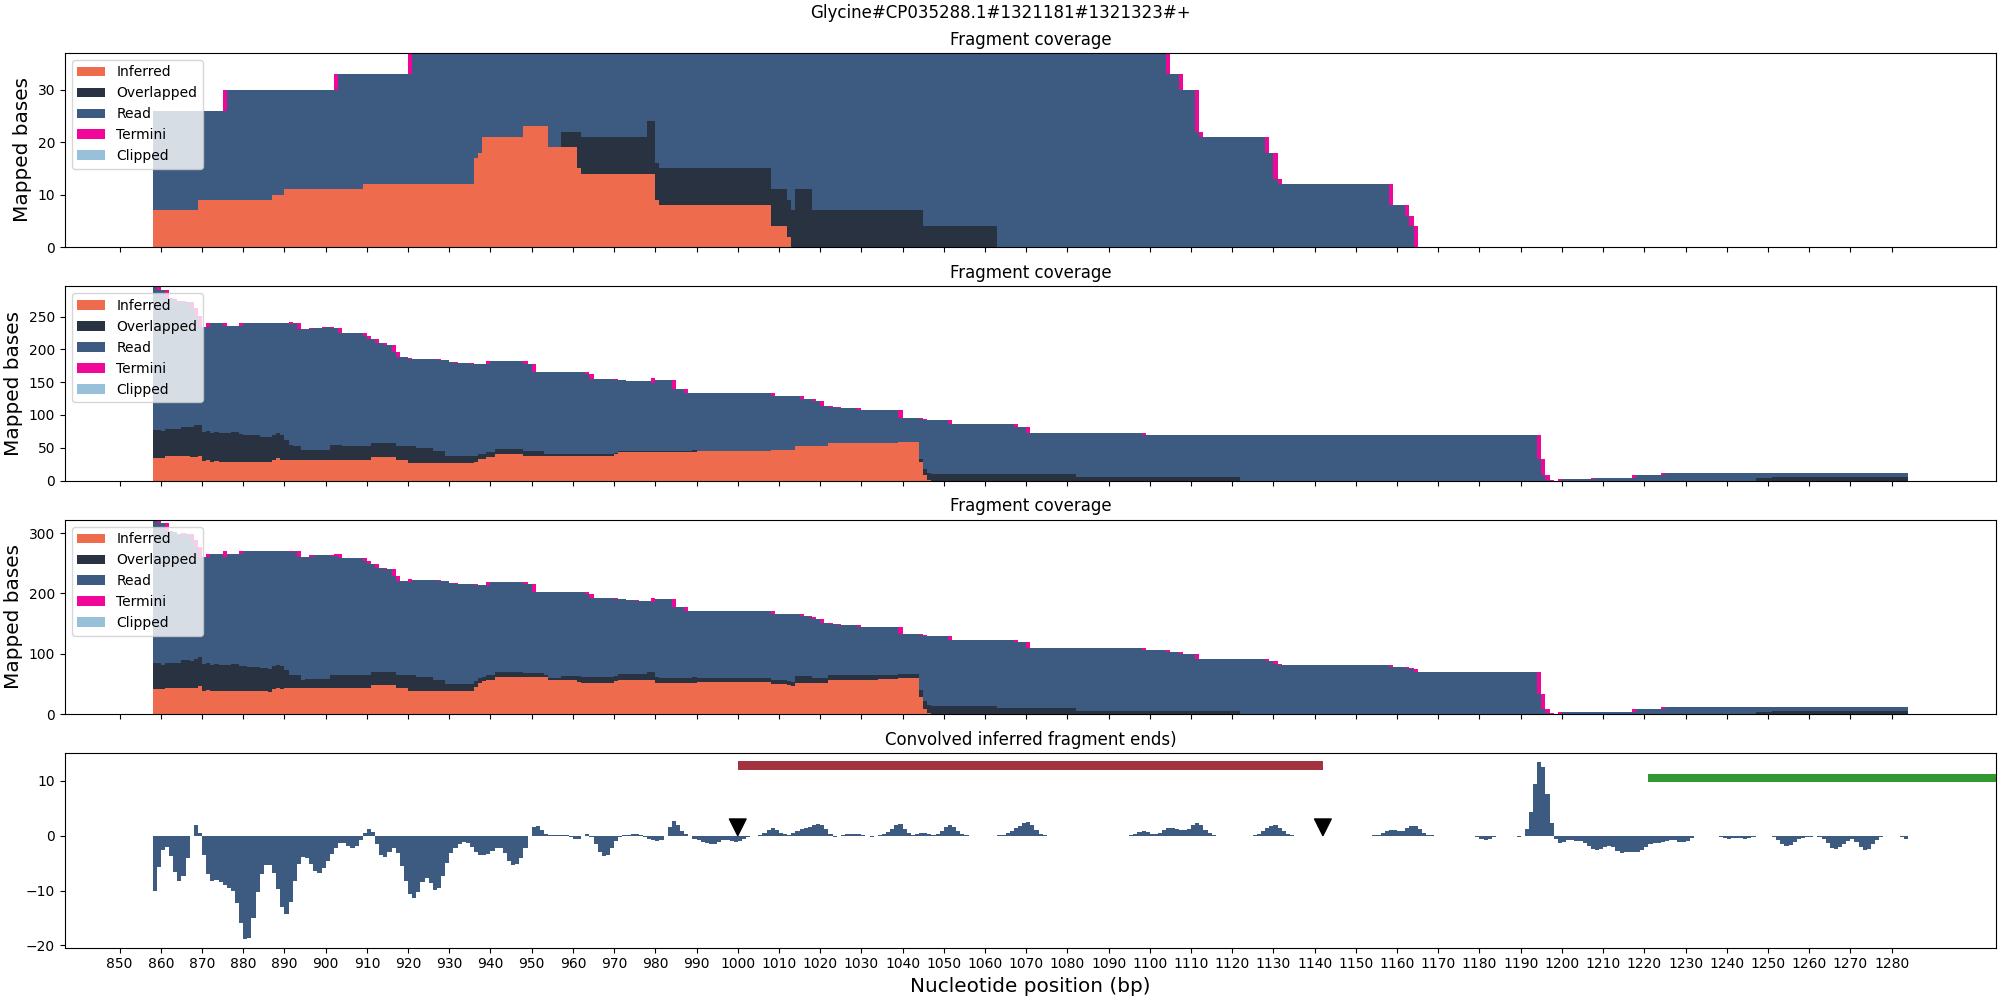 Glycine#CP035288.1#1321181#1321323#+
Fragment coverage
Mapped bases
30
20
10
0
Inferred
Overlapped
Read
Termini
Clipped
Fragment coverage
Mapped bases
250
200
150
100
50
0
Inferred
Overlapped
Read
Termini
Clipped
Fragment coverage
Mapped bases
300
200
100
0
Inferred
Overlapped
Read
Termini
Clipped
Convolved inferred fragment ends)
10
0
−10
−20
850 860 870 880 890 900 910 920 930 940 950 960 970 980 990 1000 1010 1020 1030 1040 1050 1060 1070 1080 1090 1100 1110 1120 1130 1140 1150 1160 1170 1180 1190 1200 1210 1220 1230 1240 1250 1260 1270 1280
Nucleotide position (bp)